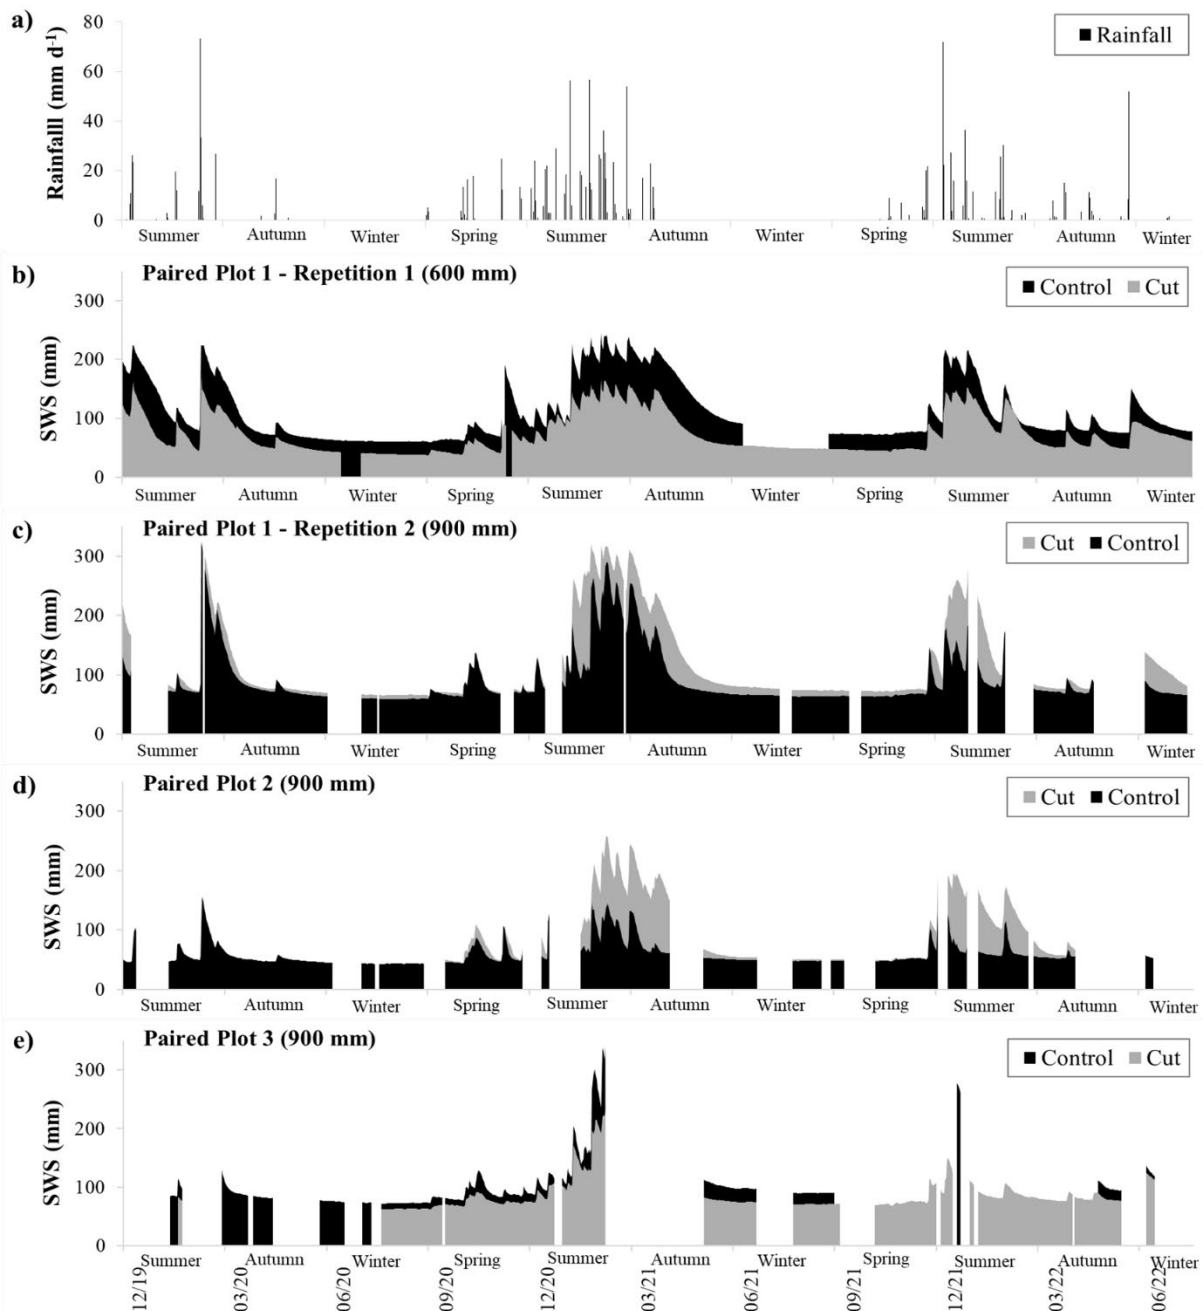 a)
Rainfalll (mm d-1)
80
60
40
20
0
Rainfall
Summer Autumn Winter Spring Summer Autumn Winter Spring Summer Autumn Winter
b)
Paired Plot 1 - Repetition 1 (600 mm)
Control Cut
SWS (mm)
300
200
100
0
Summer Autumn Winter Spring Summer Autumn Winter Spring Summer Autumn Winter
c)
Paired Plot 1 - Repetition 2 (900 mm)
Cut Control
SWS (mm)
300
200
100
0
Summer Autumn Winter Spring Summer Autumn Winter Spring Summer Autumn Winter
d)
Paired Plot 2 (900 mm)
Cut Control
SWS (mm)
300
200
100
0
Summer Autumn Winter Spring Summer Autumn Winter Spring Summer Autumn Winter
e)
Paired Plot 3 (900 mm)
Control Cut
SWS (mm)
300
200
100
0
Summer Autumn Winter Spring Summer Autumn Winter Spring Summer Autumn Winter
12/19 03/20 06/20 09/20 12/20 03/21 06/21 09/21 12/21 03/22 06/22